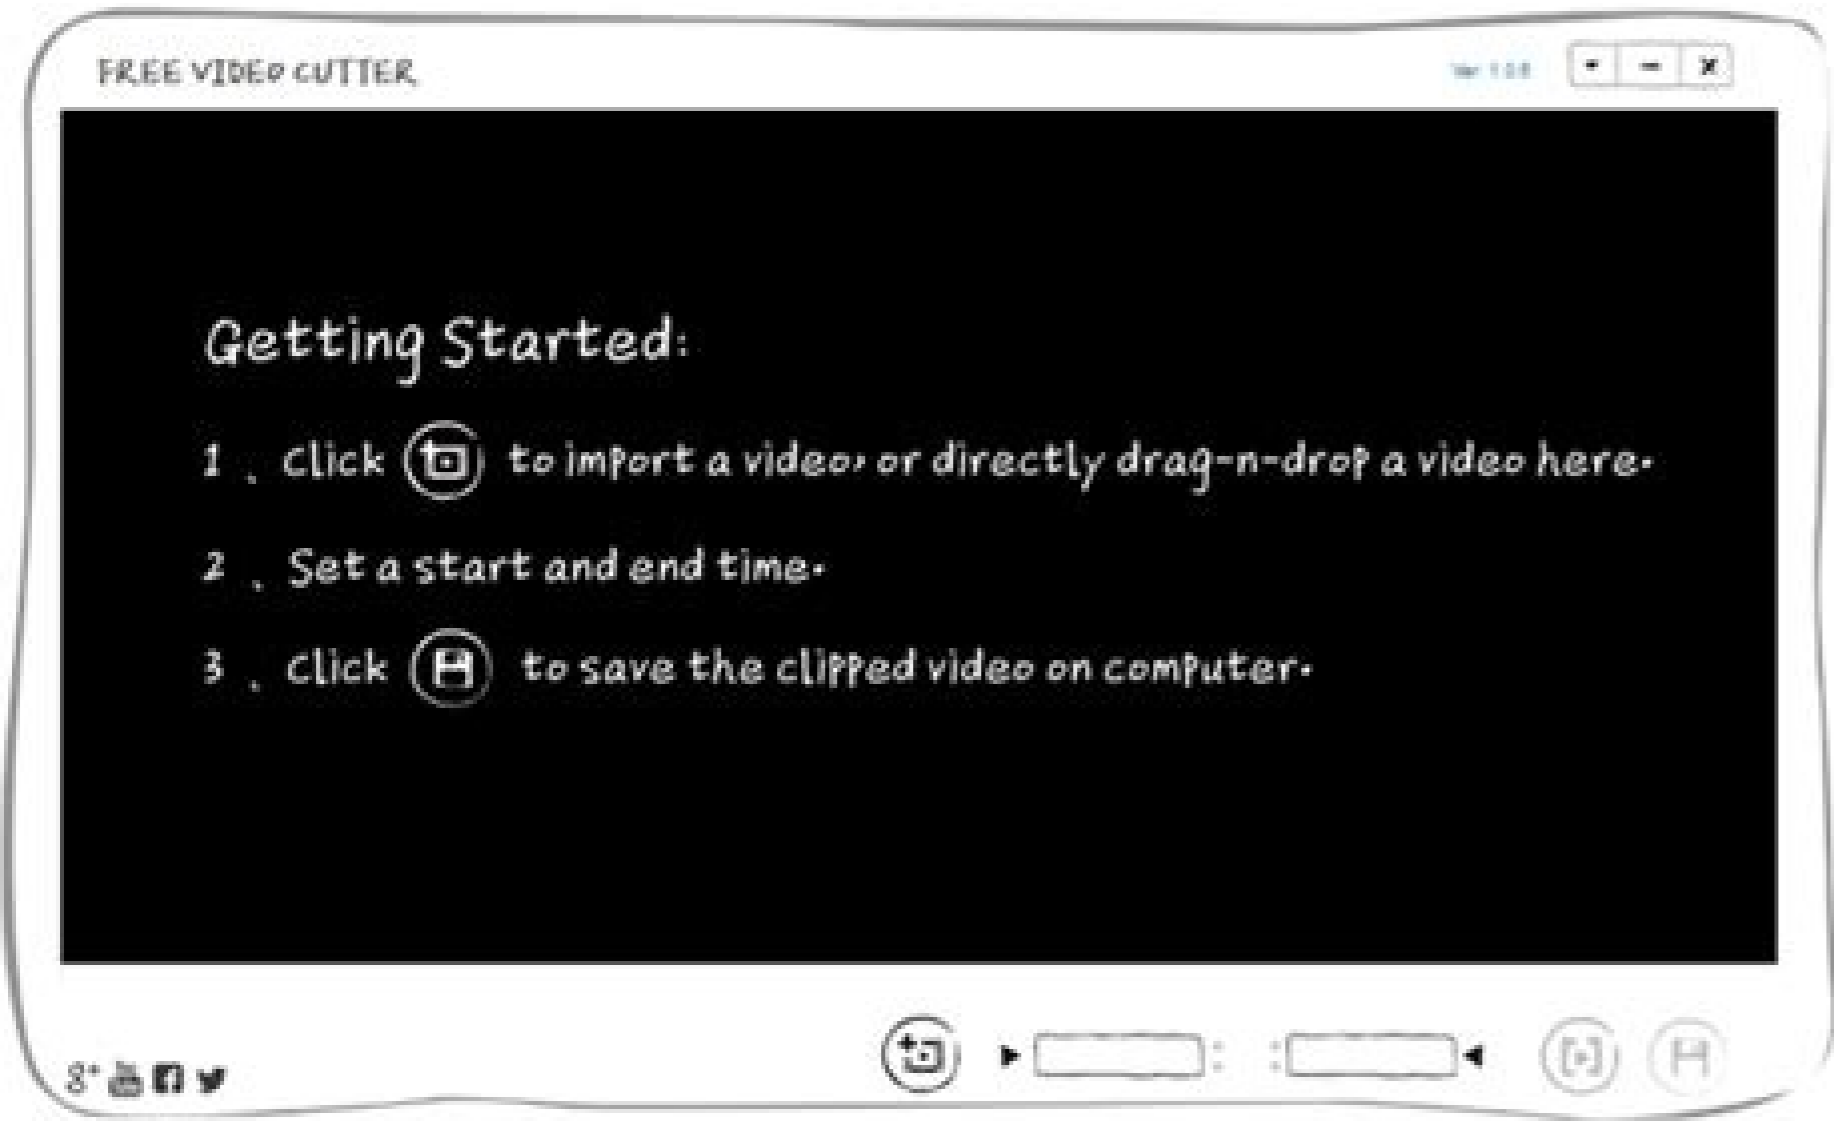 FREE VIDEO CUTTER
Getting Started:
1 . Click to import a video, or directly drag-n-drop a video here.
2 . Set a start and end time.
3 . Click to save the clipped video on computer.